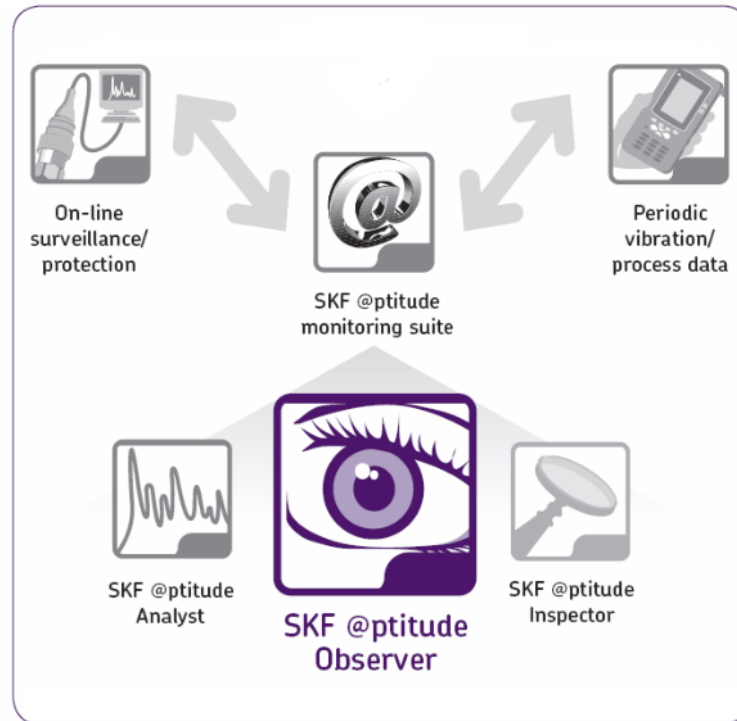 On-line
surveillance/
protection
Periodic
vibration/
process data
@
SKF @ptitude
monitoring suite
SKF @ptitude
Analyst
SKF @ptitude
Observer
SKF @ptitude
Inspector